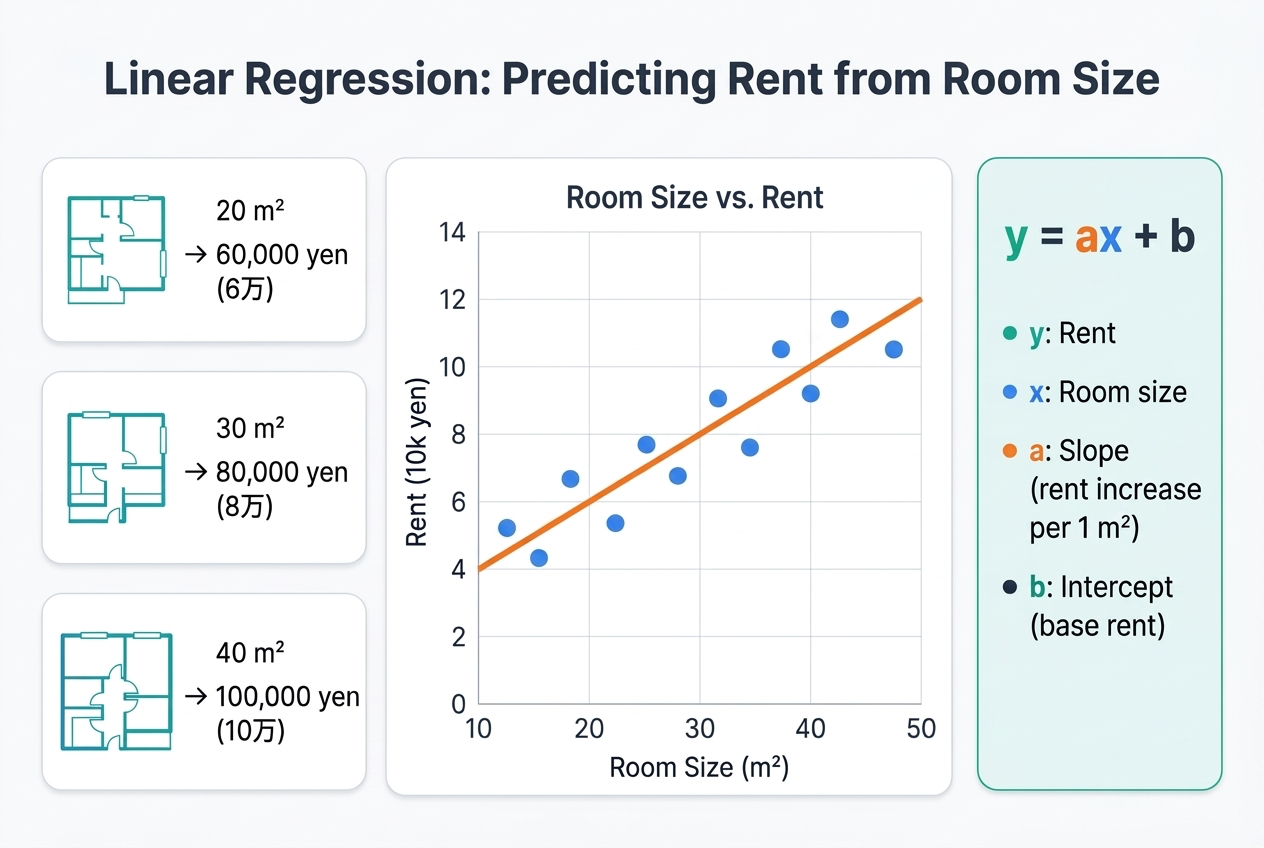 Linear Regression: Predicting Rent from Room Size
20 m²
→ 60,000 yen
(6万)
30 m²
→ 80,000 yen
(8万)
40 m²
→ 100,000 yen
(10万)
Room Size vs. Rent
Rent (10k yen)
14
12
10
8
6
4
2
0
10 20 30 40 50
Room Size (m²)
y = ax + b
• y: Rent
• x: Room size
• a: Slope
(rent increase
per 1 m²)
• b: Intercept
(base rent)